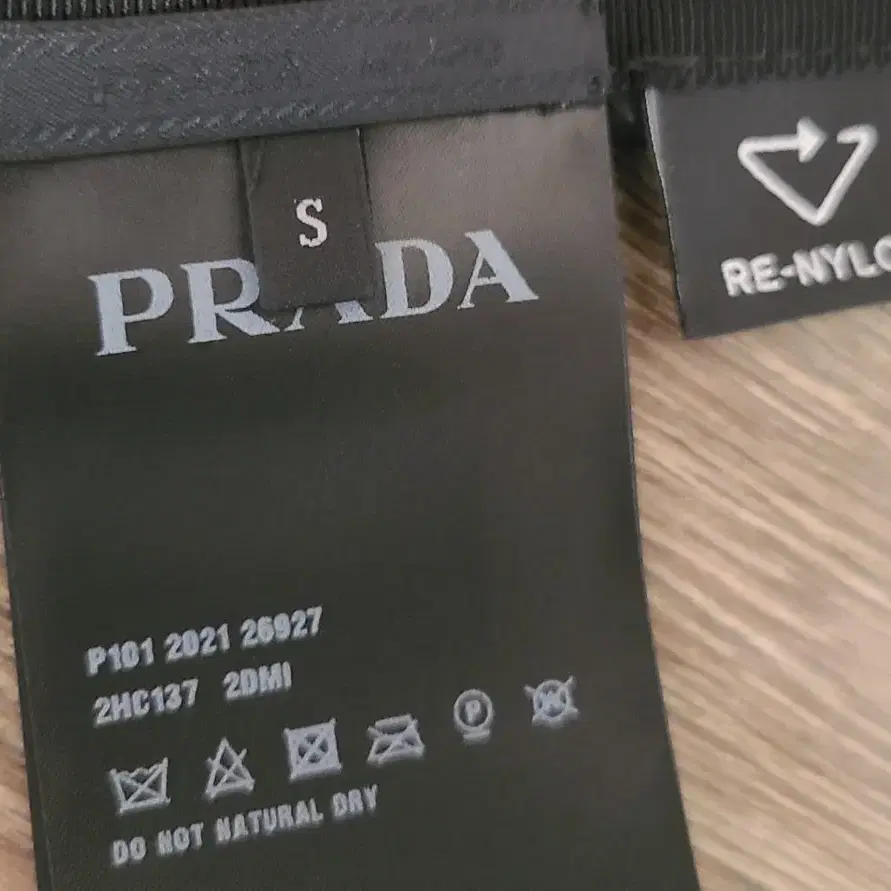 S
PRADA
RE-NYLO
P101 2021 26927
2HC137 2DMI
P
W
DO NOT NATURAL DRY